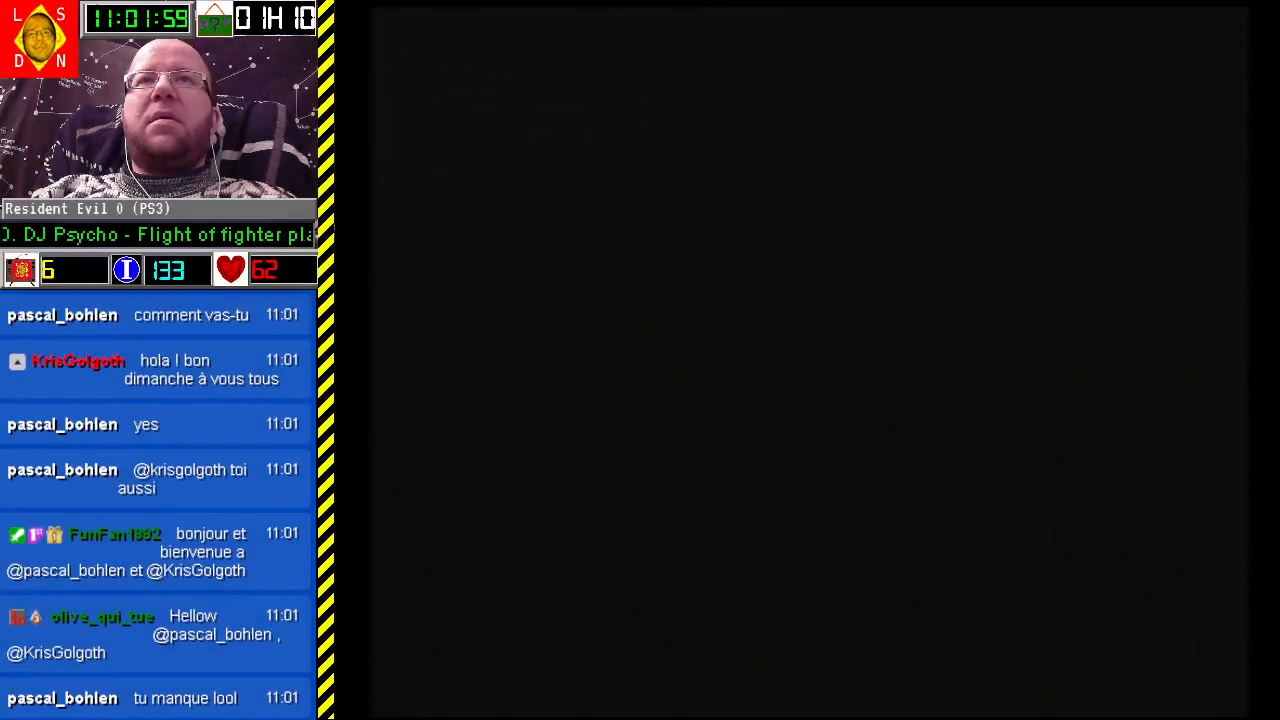 L S
D N
11:01:59
01H10
Resident Evil 0 (PS3)
0. DJ Psycho - Flight of fighter pla
6
I
133
62
pascal_bohlen comment vas-tu 11:01
KrisGolgoth hola ! bon 11:01
dimanche à vous tous
pascal_bohlen yes 11:01
pascal_bohlen @krisgolgoth toi 11:01
aussi
FunFan1992 bonjour et 11:01
bienvenue a
@pascal_bohlen et @KrisGolgoth
olive_qui_tue Hellow 11:01
@pascal_bohlen ,
@KrisGolgoth
pascal_bohlen tu manque lool 11:01